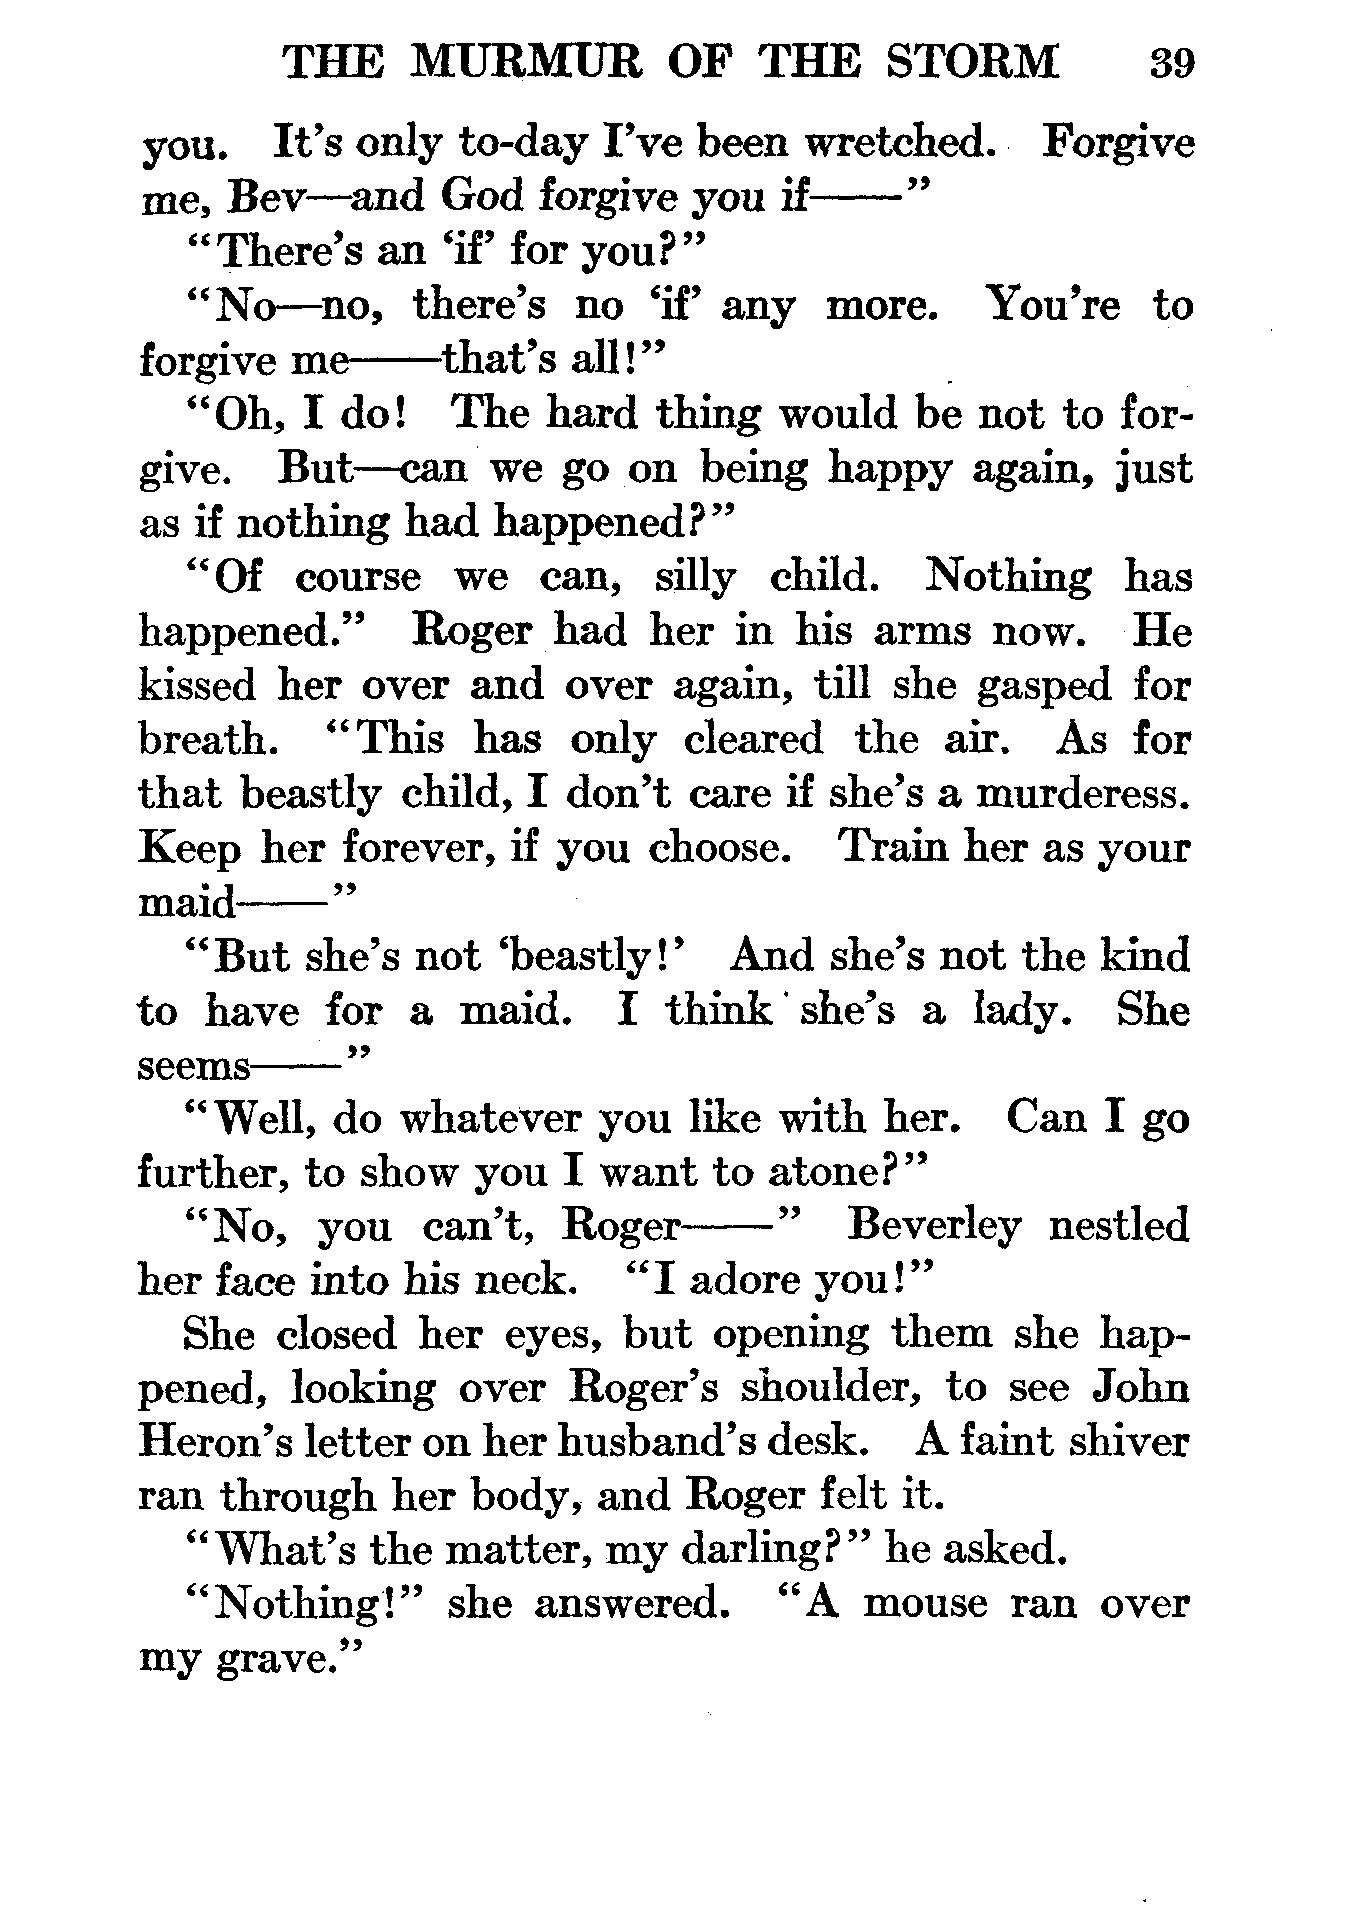 THE MURMUR OF THE STORM 39
you. It's only to-day I've been wretched. Forgive
me, Bev—and God forgive you if——"
"There's an 'if' for you?"
"No—no, there's no 'if' any more. You're to
forgive me——that's all!"
"Oh, I do! The hard thing would be not to for-
give. But—can we go on being happy again, just
as if nothing had happened?"
"Of course we can, silly child. Nothing has
happened." Roger had her in his arms now. He
kissed her over and over again, till she gasped for
breath. "This has only cleared the air. As for
that beastly child, I don't care if she's a murderess.
Keep her forever, if you choose. Train her as your
maid——"
"But she's not 'beastly!' And she's not the kind
to have for a maid. I think she's a lady. She
seems——"
"Well, do whatever you like with her. Can I go
further, to show you I want to atone?"
"No, you can't, Roger——" Beverley nestled
her face into his neck. "I adore you!"
She closed her eyes, but opening them she hap-
pened, looking over Roger's shoulder, to see John
Heron's letter on her husband's desk. A faint shiver
ran through her body, and Roger felt it.
"What's the matter, my darling?" he asked.
"Nothing!" she answered. "A mouse ran over
my grave."